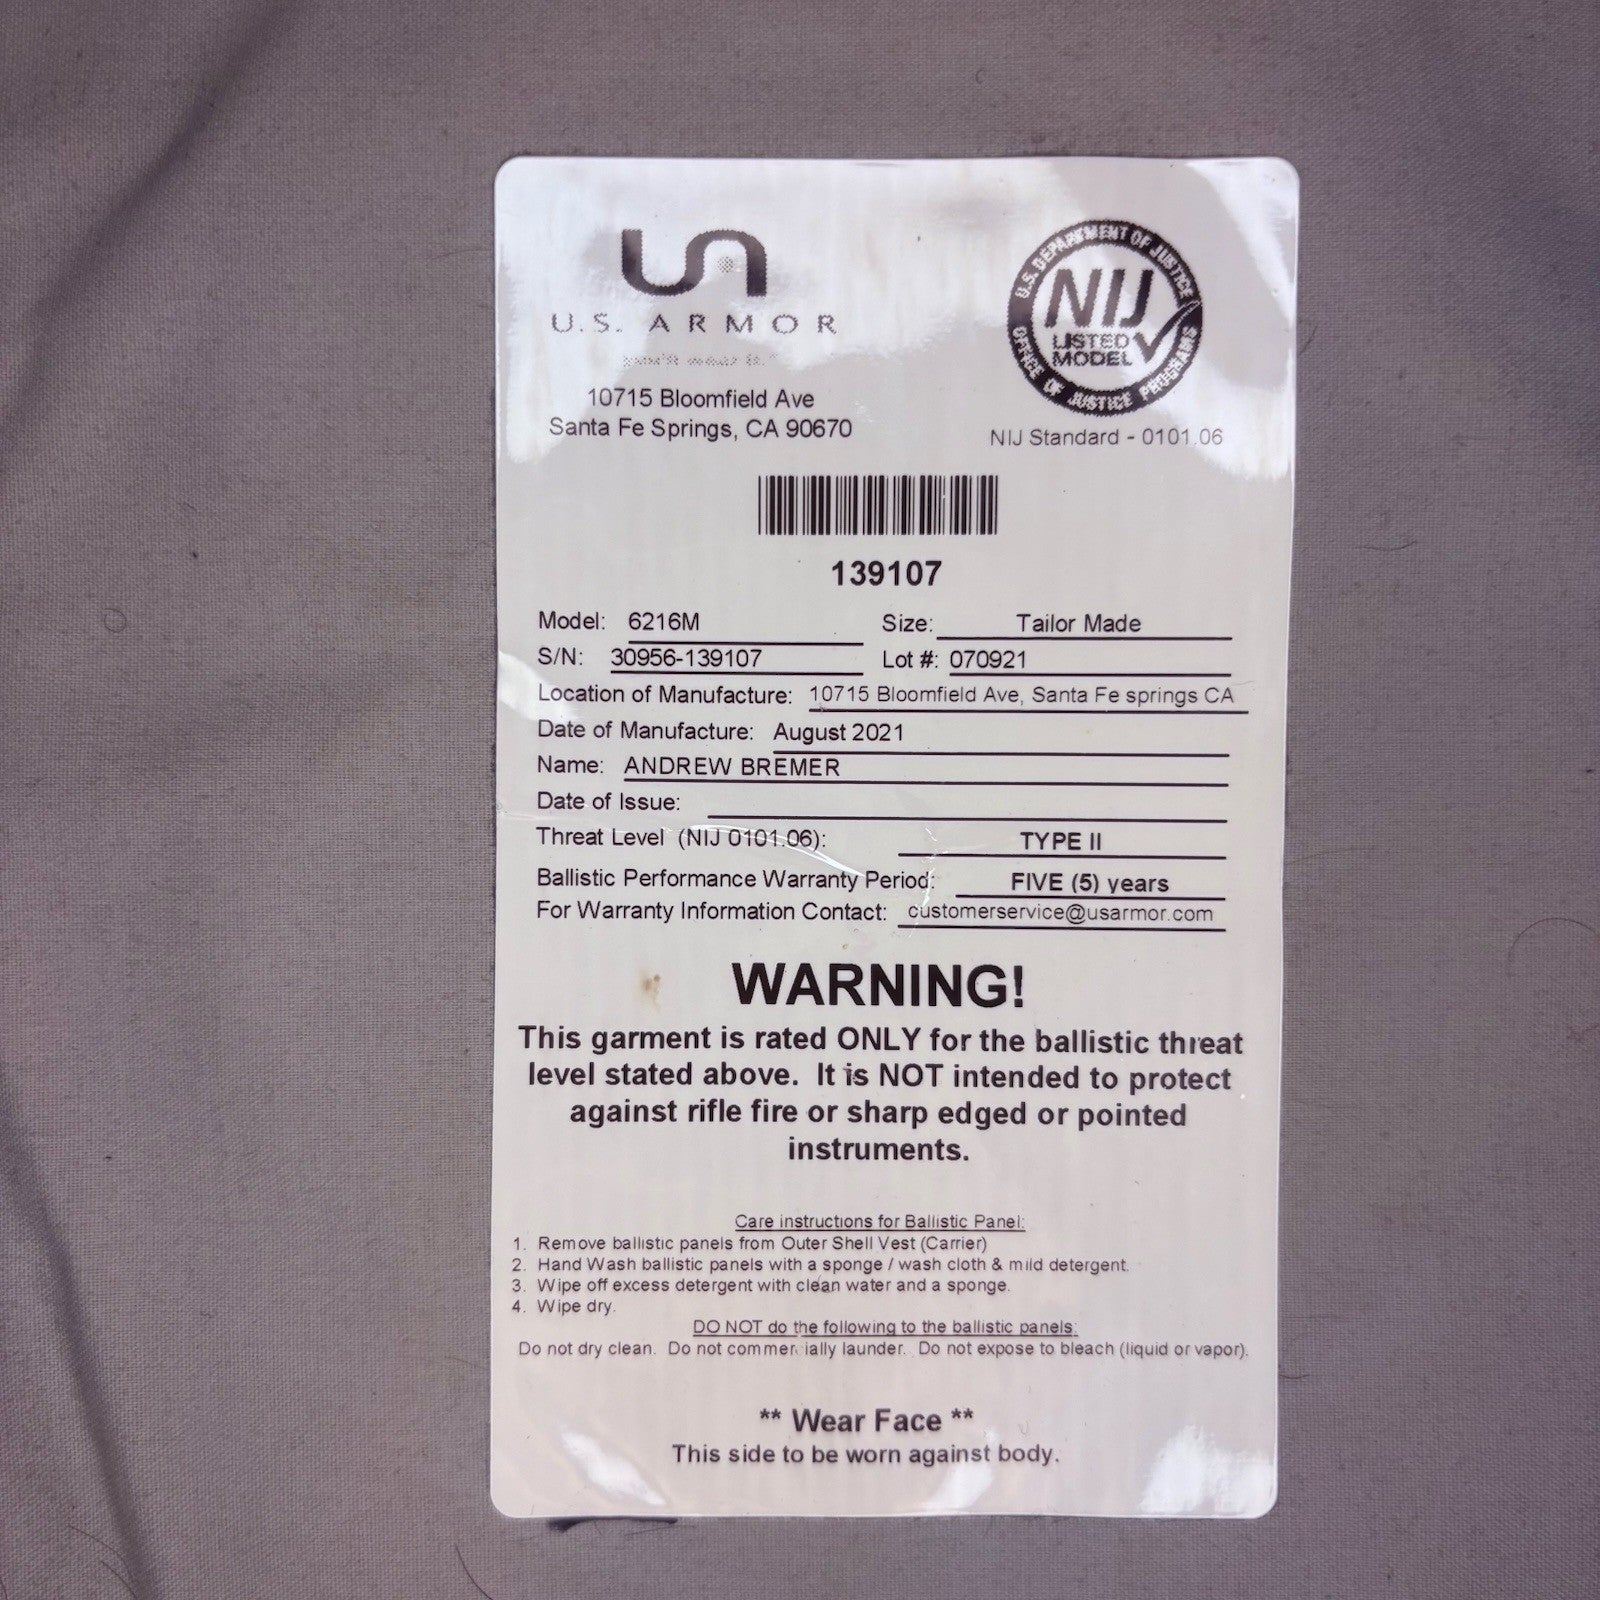 U.S. ARMOR
10715 Bloomfield Ave
Santa Fe Springs, CA 90670
U.S. DEPARTMENT OF JUSTICE
NIJ
LISTED
MODEL
OFFICE OF JUSTICE PROGRAMS
NIJ Standard - 0101.06
139107
Model: 6216M Size: Tailor Made
S/N: 30956-139107 Lot #: 070921
Location of Manufacture: 10715 Bloomfield Ave, Santa Fe springs CA
Date of Manufacture: August 2021
Name: ANDREW BREMER
Date of Issue:
Threat Level (NIJ 0101.06): TYPE II
Ballistic Performance Warranty Period: FIVE (5) years
For Warranty Information Contact: customerservice@usarmor.com
WARNING!
This garment is rated ONLY for the ballistic threat
level stated above. It is NOT intended to protect
against rifle fire or sharp edged or pointed
instruments.
Care instructions for Ballistic Panel:
1. Remove ballistic panels from Outer Shell Vest (Carrier)
2. Hand Wash ballistic panels with a sponge / wash cloth & mild detergent.
3. Wipe off excess detergent with clean water and a sponge.
4. Wipe dry.
DO NOT do the following to the ballistic panels:
Do not dry clean. Do not commercially launder. Do not expose to bleach (liquid or vapor).
** Wear Face **
This side to be worn against body.